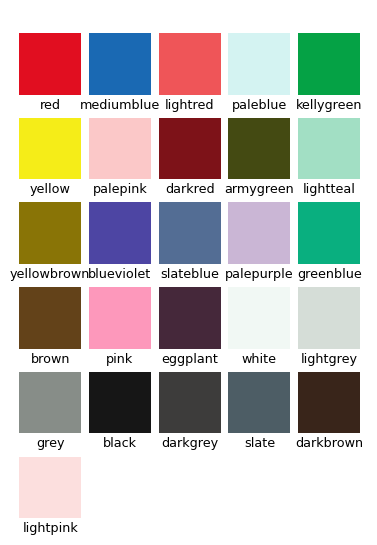 red mediumblue lightred paleblue kellygreen
yellow palepink darkred armygreen lightteal
yellowbrown blueviolet slateblue palepurple greenblue
brown pink eggplant white lightgrey
grey black darkgrey slate darkbrown
lightpink